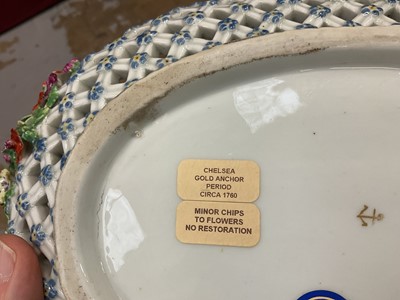 CHELSEA
GOLD ANCHOR
PERIOD
CIRCA 1760
MINOR CHIPS
TO FLOWERS
NO RESTORATION